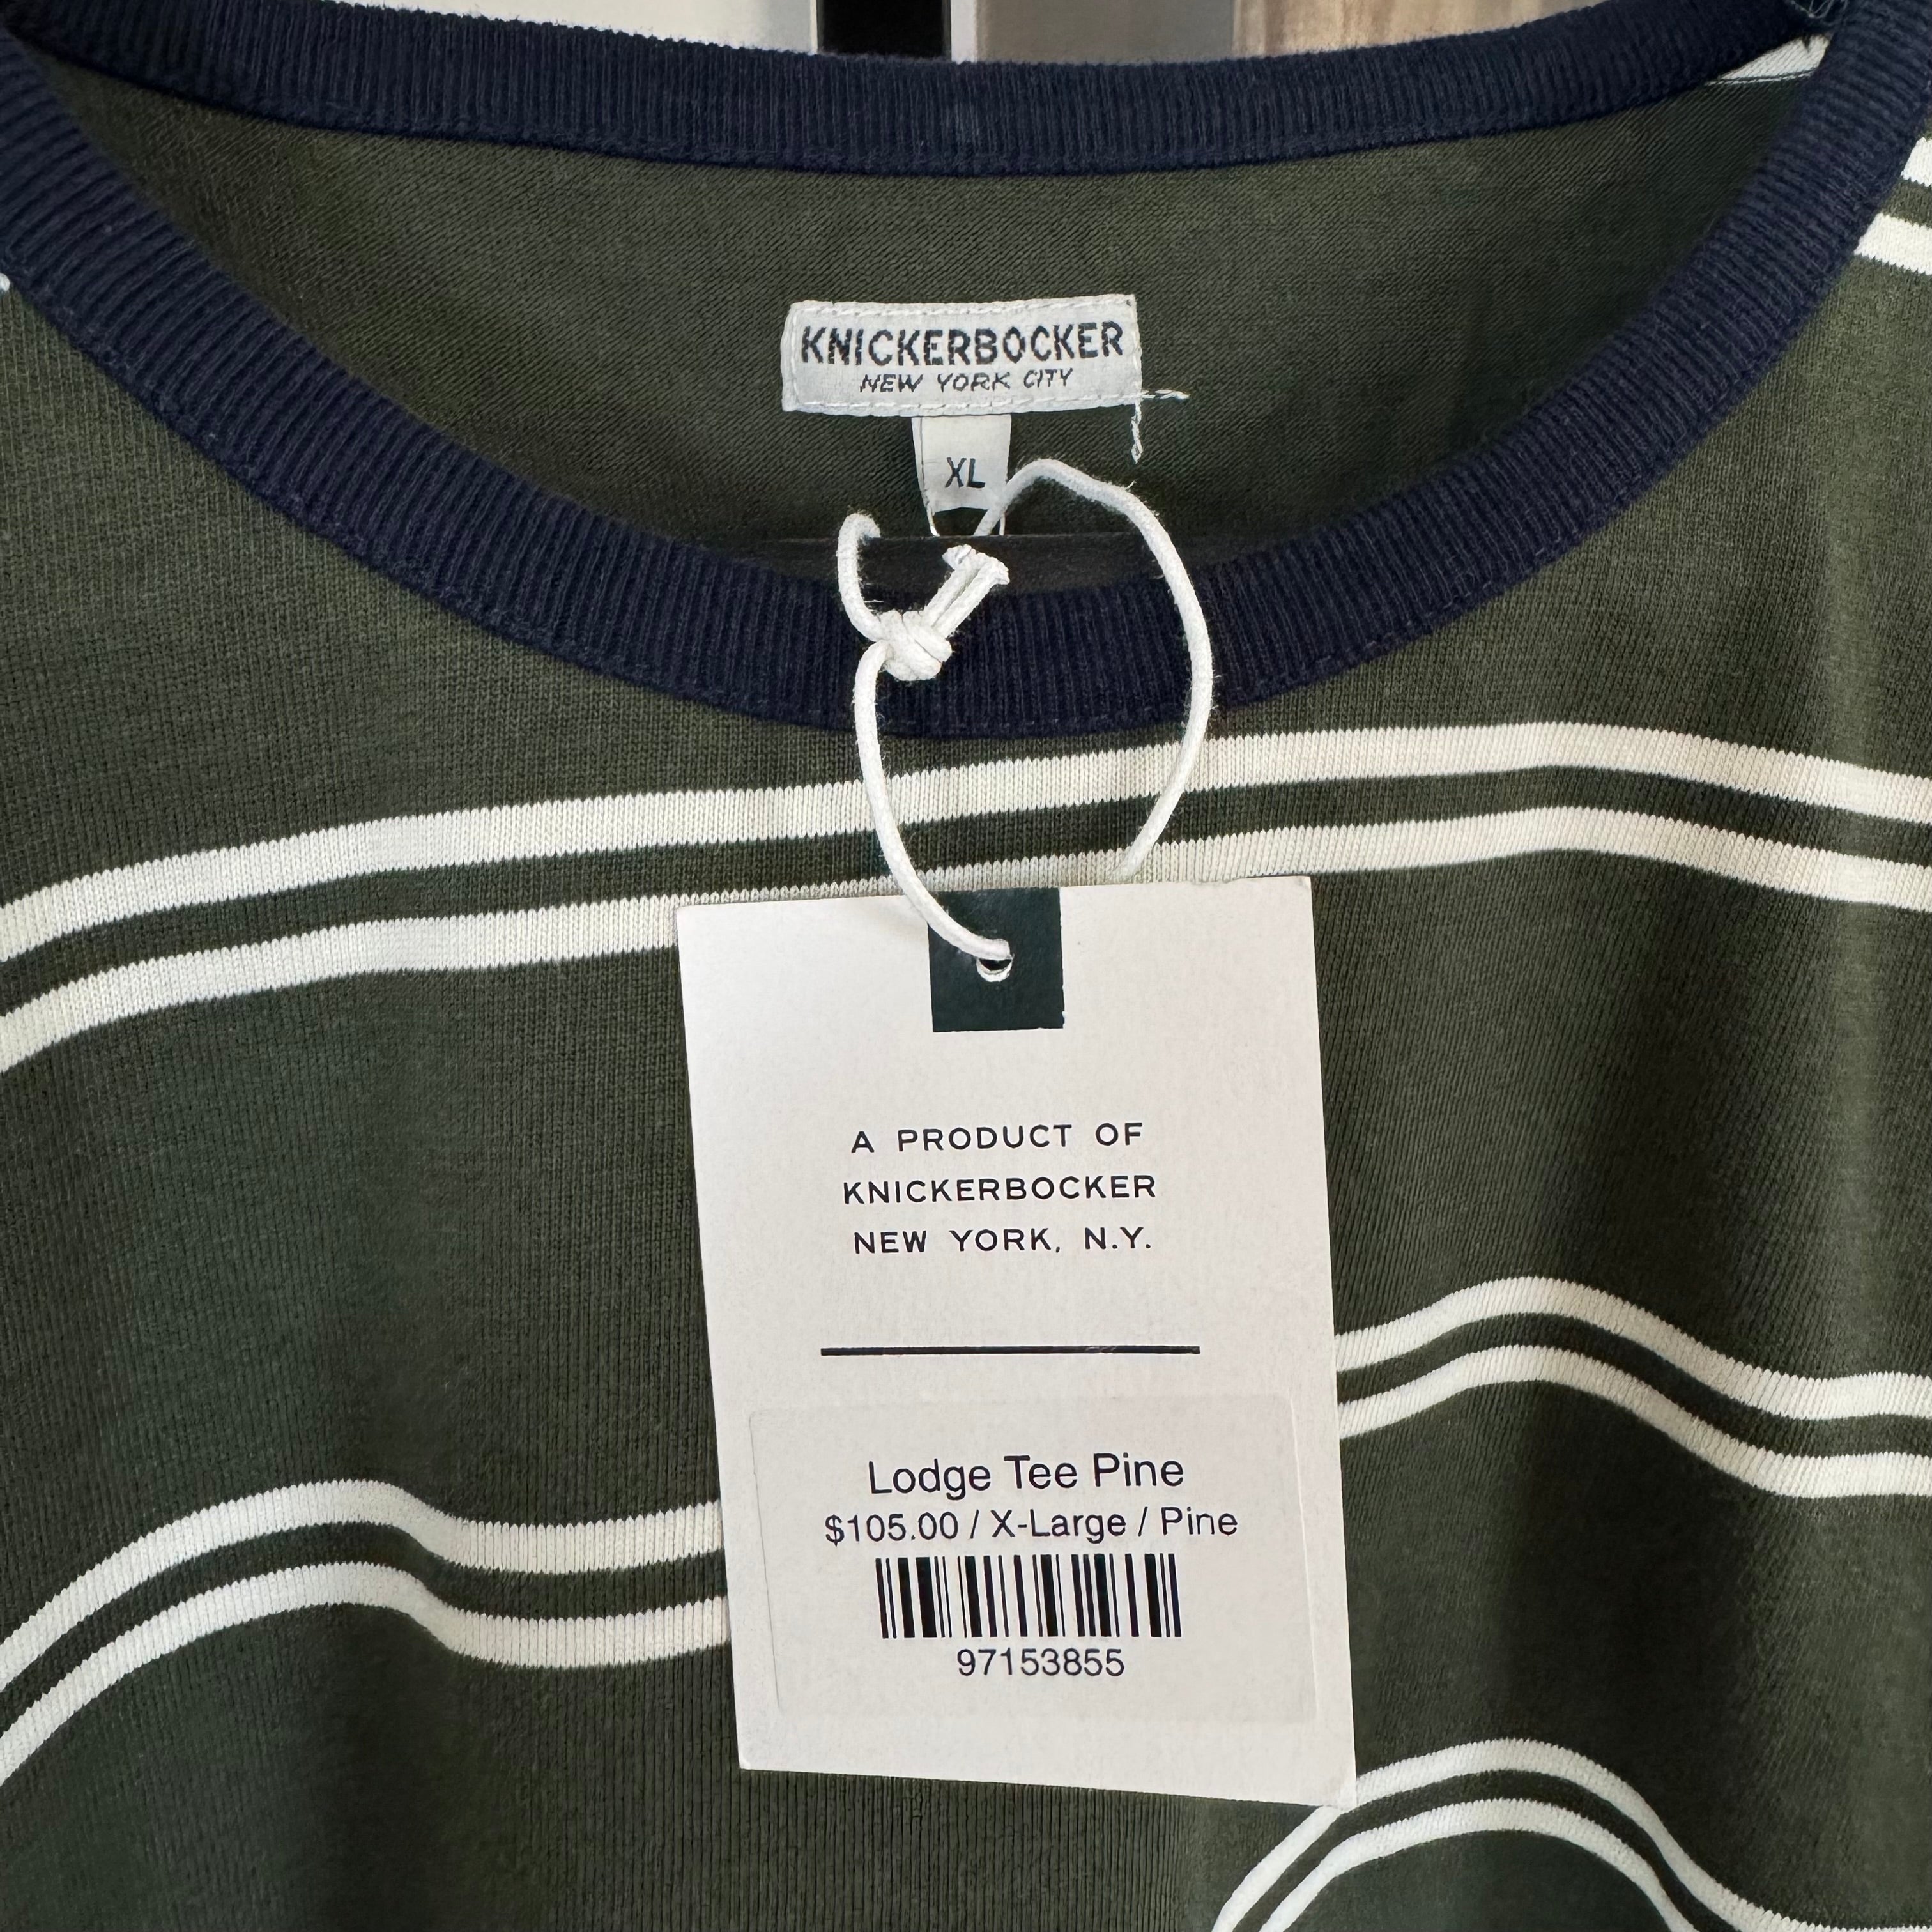 KNICKERBOCKER
NEW YORK CITY
XL
A PRODUCT OF
KNICKERBOCKER
NEW YORK, N.Y.
Lodge Tee Pine
$105.00 / X-Large / Pine
97153855